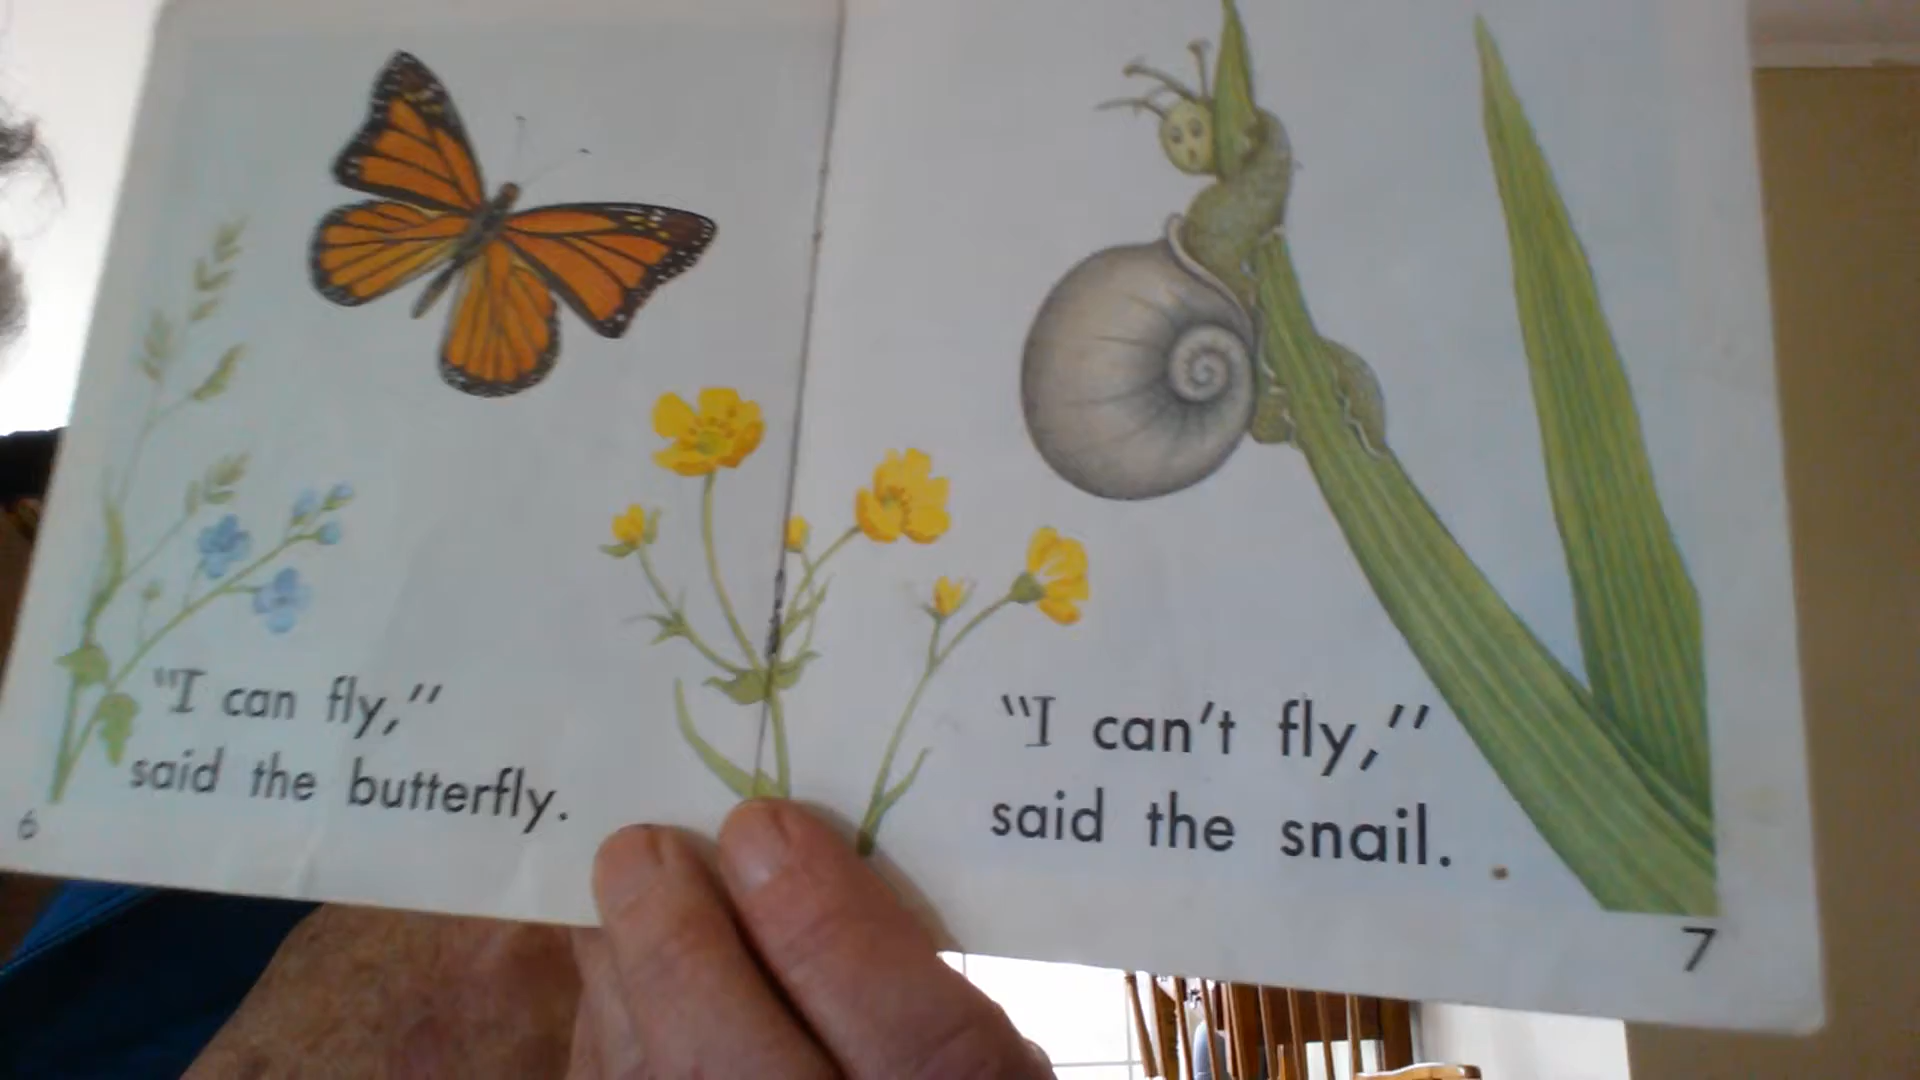 "I can fly,"
said the butterfly.
6
"I can't fly,"
said the snail.
7